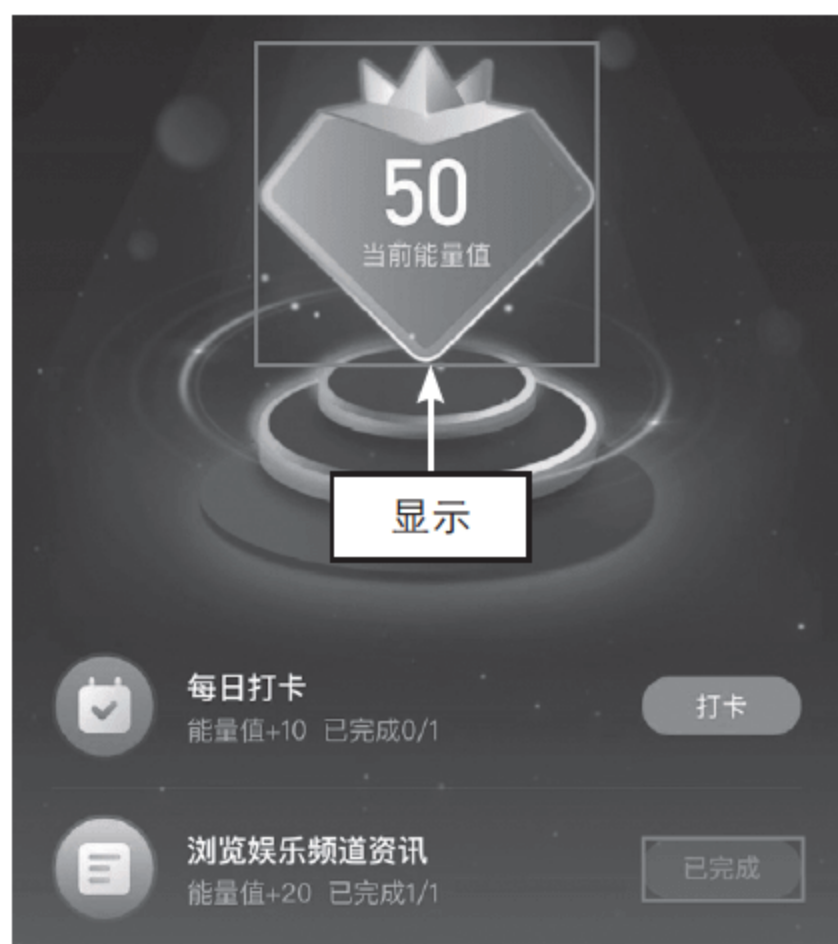 50
当前能量值
显示
每日打卡
能量值+10 已完成0/1
打卡
浏览娱乐频道资讯
能量值+20 已完成1/1
已完成